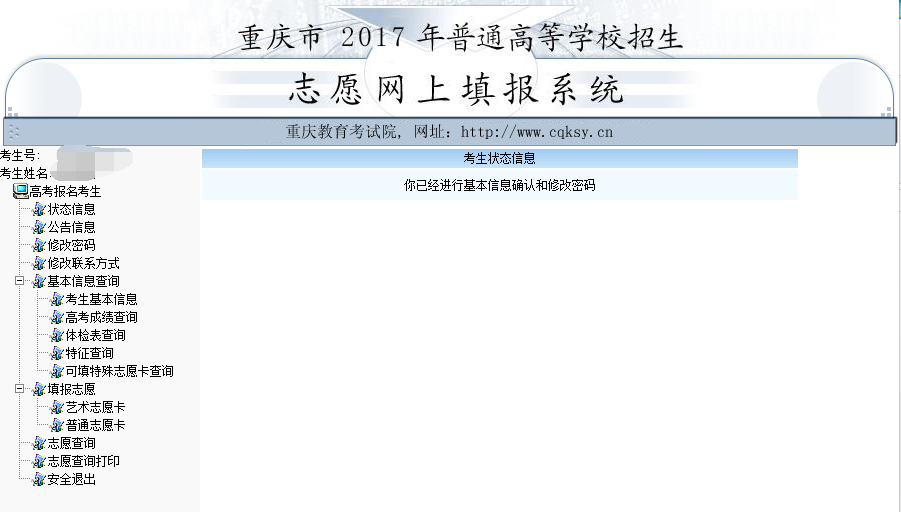 重庆市 2017 年普通高等学校招生
志愿网上填报系统
重庆教育考试院, 网址: http://www.cqksy.cn
考生号:
考生姓名:
高考报名考生
状态信息
公告信息
修改密码
修改联系方式
基本信息查询
考生基本信息
高考成绩查询
体检表查询
特征查询
可填特殊志愿卡查询
填报志愿
艺术志愿卡
普通志愿卡
志愿查询
志愿查询打印
安全退出
考生状态信息
你已经进行基本信息确认和修改密码